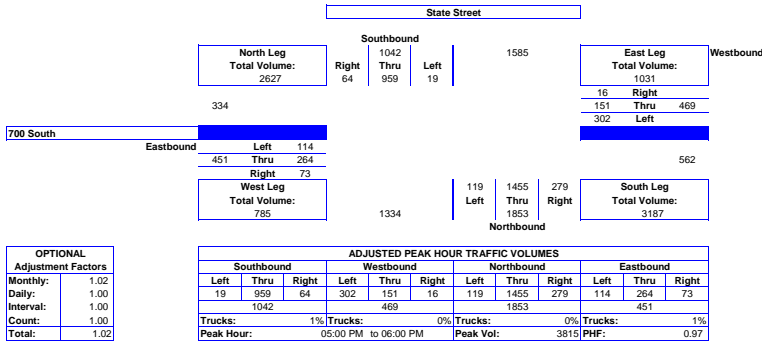 State Street
Southbound
North Leg 1042 1585 East Leg Westbound
Total Volume: Right Thru Left Total Volume:
2627 64 959 19 1031
16 Right
334 151 Thru 469
302 Left
700 South
Eastbound Left 114
451 Thru 264 562
Right 73
West Leg 119 1455 279 South Leg
Total Volume: Left Thru Right Total Volume:
785 1334 1853 3187
Northbound
OPTIONAL ADJUSTED PEAK HOUR TRAFFIC VOLUMES
Adjustment Factors Southbound Westbound Northbound Eastbound
Monthly: 1.02 Left Thru Right Left Thru Right Left Thru Right Left Thru Right
Daily: 1.00 19 959 64 302 151 16 119 1455 279 114 264 73
Interval: 1.00 1042 469 1853 451
Count: 1.00 Trucks: 1% Trucks: 0% Trucks: 0% Trucks: 1%
Total: 1.02 Peak Hour: 05:00 PM to 06:00 PM Peak Vol: 3815 PHF: 0.97